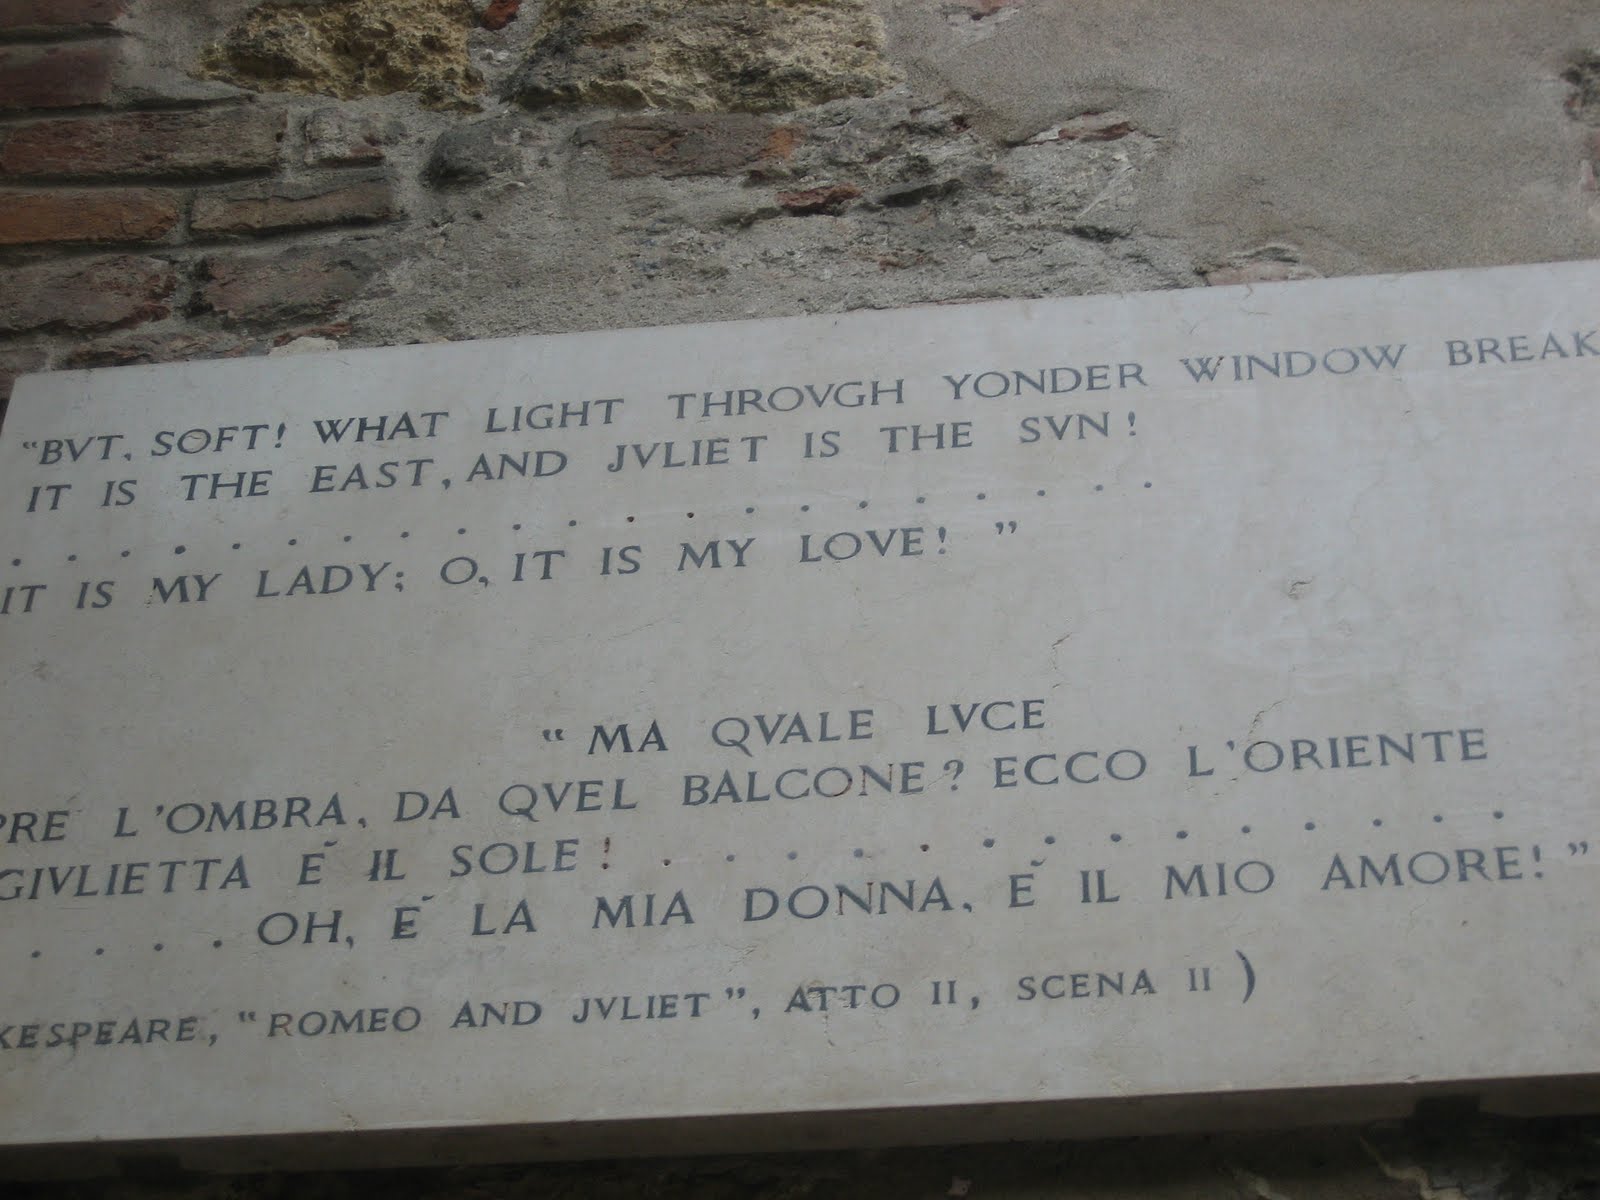 "BVT, SOFT! WHAT LIGHT THROVGH YONDER WINDOW BREAK
IT IS THE EAST, AND JVLIET IS THE SVN!
. . . . . . . . . . . . . . . . . . . . .
IT IS MY LADY; O, IT IS MY LOVE!"
"MA QVALE LVCE
PRE L'OMBRA, DA QVEL BALCONE? ECCO L'ORIENTE
GIVLIETTA È IL SOLE! . . . . . . . . . . . . . .
. . . . OH, È LA MIA DONNA, È IL MIO AMORE!"
KESPEARE, "ROMEO AND JVLIET", ATTO II, SCENA II)